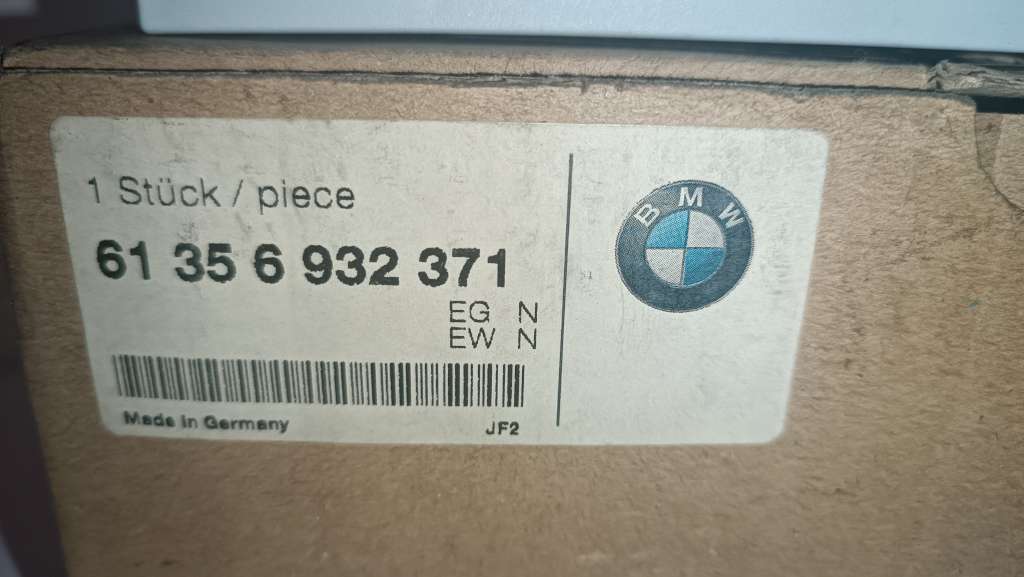 1 Stück / piece
61 35 6 932 371
EG N
EW N
Made in Germany
JF2
BMW